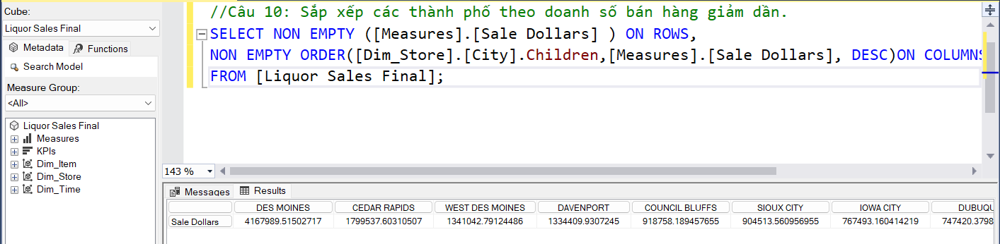 Cube:
Liquor Sales Final
Metadata Functions
Search Model
Measure Group:
<All>
Liquor Sales Final
Measures
KPIs
Dim_Item
Dim_Store
Dim_Time
//Câu 10: Sắp xếp các thành phố theo doanh số bán hàng giảm dần.
SELECT NON EMPTY ([Measures].[Sale Dollars] ) ON ROWS,
NON EMPTY ORDER([Dim_Store].[City].Children,[Measures].[Sale Dollars], DESC)ON COLUMNS
FROM [Liquor Sales Final];
143 %
Messages Results
DES MOINES CEDAR RAPIDS WEST DES MOINES DAVENPORT COUNCIL BLUFFS SIOUX CITY IOWA CITY DUBUQU
Sale Dollars 4167989.51502717 1799537.60310507 1341042.79124486 1334409.9307245 918758.189457655 904513.560956955 767493.160414219 747420.3798